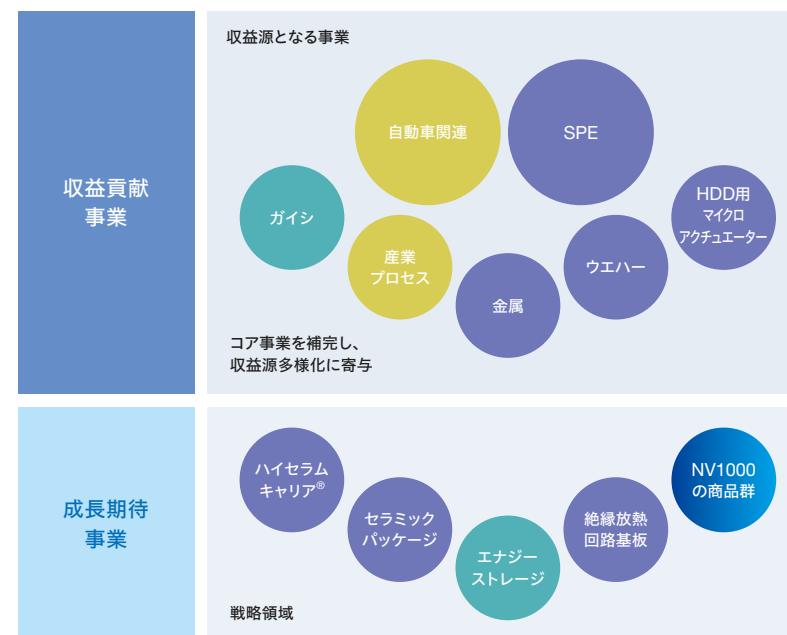 収益貢献
事業
収益源となる事業
自動車関連
SPE
ガイシ
産業
プロセス
金属
ウエハー
HDD用
マイクロ
アクチュエーター
コア事業を補完し、
収益源多様化に寄与
成長期待
事業
ハイセラム
キャリア®
セラミック
パッケージ
エナジー
ストレージ
絶縁放熱
回路基板
NV1000
の商品群
戦略領域